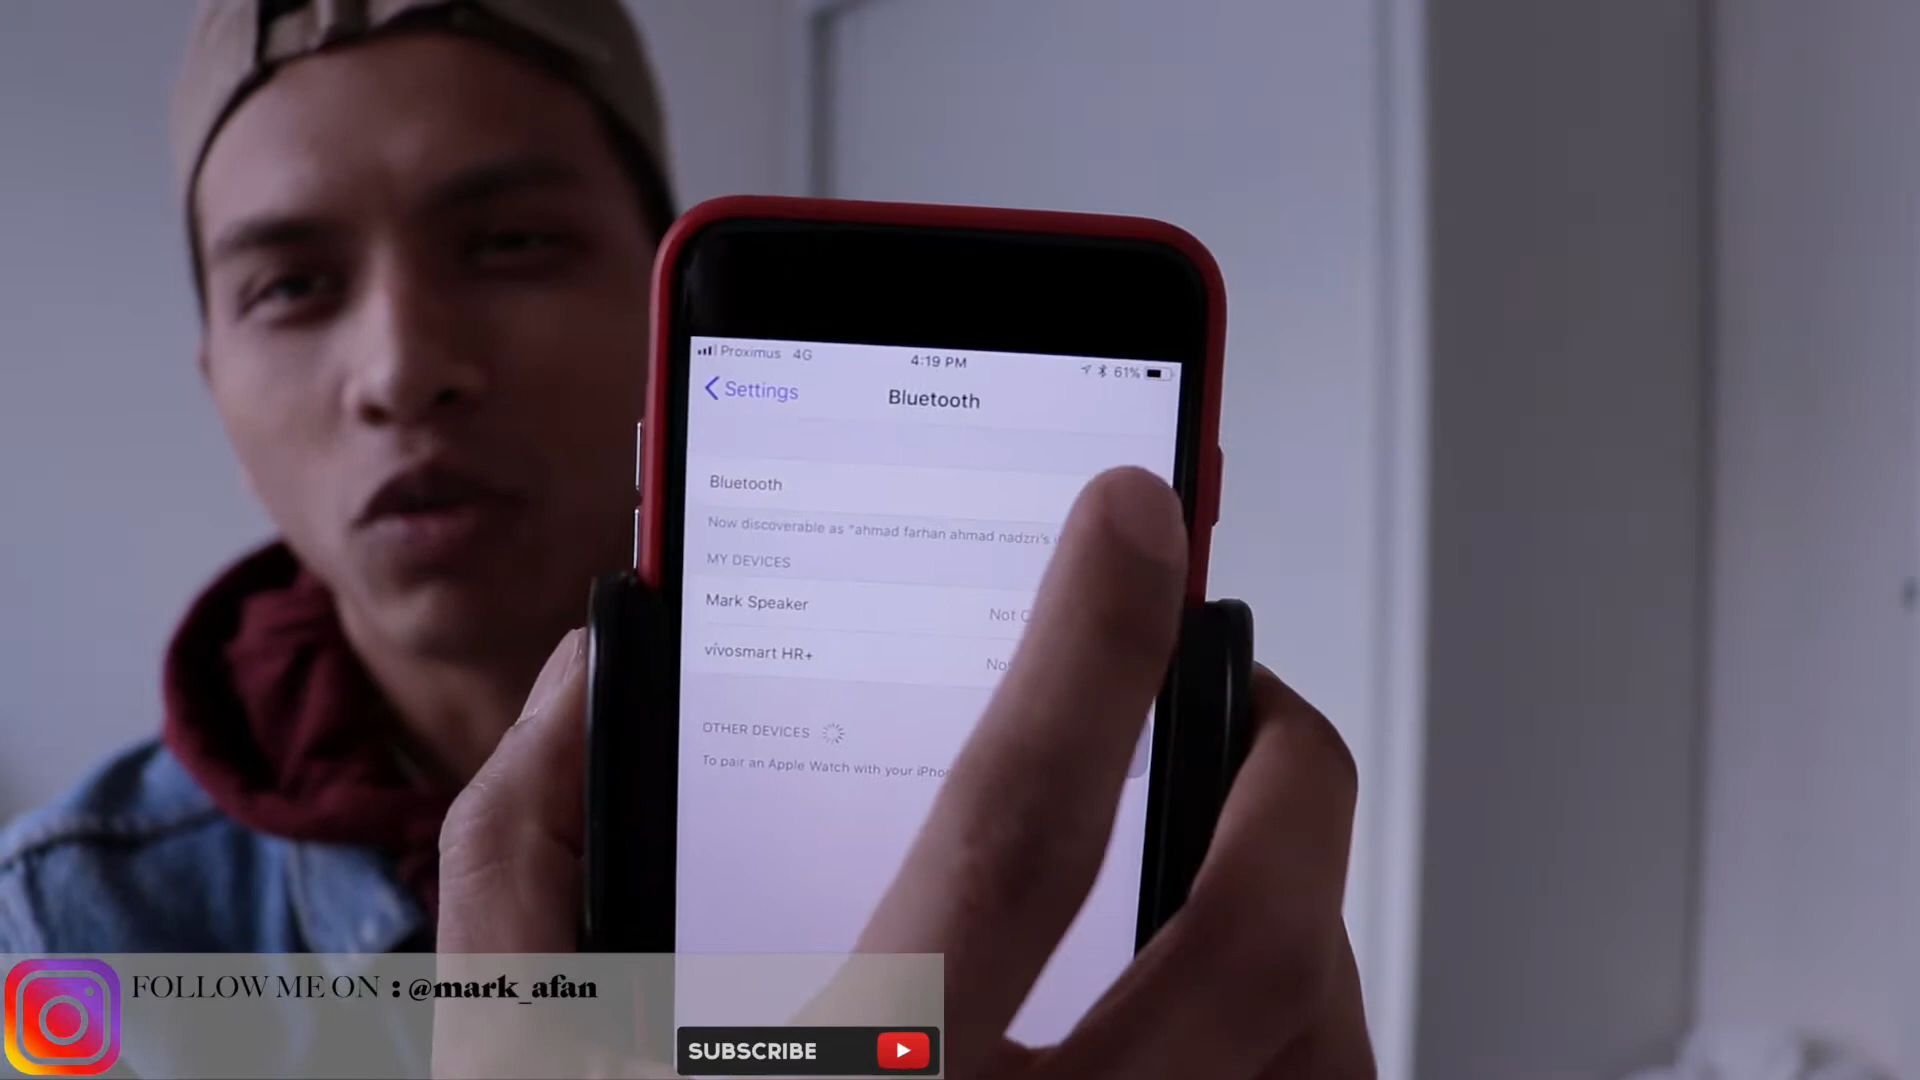 Proximus 4G 4:19 PM 61%
Settings Bluetooth
Bluetooth
Now discoverable as "ahmad farhan ahmad nadzri's
MY DEVICES
Mark Speaker Not
vivosmart HR+
OTHER DEVICES
To pair an Apple Watch with your
FOLLOW ME ON : @mark_afan
SUBSCRIBE